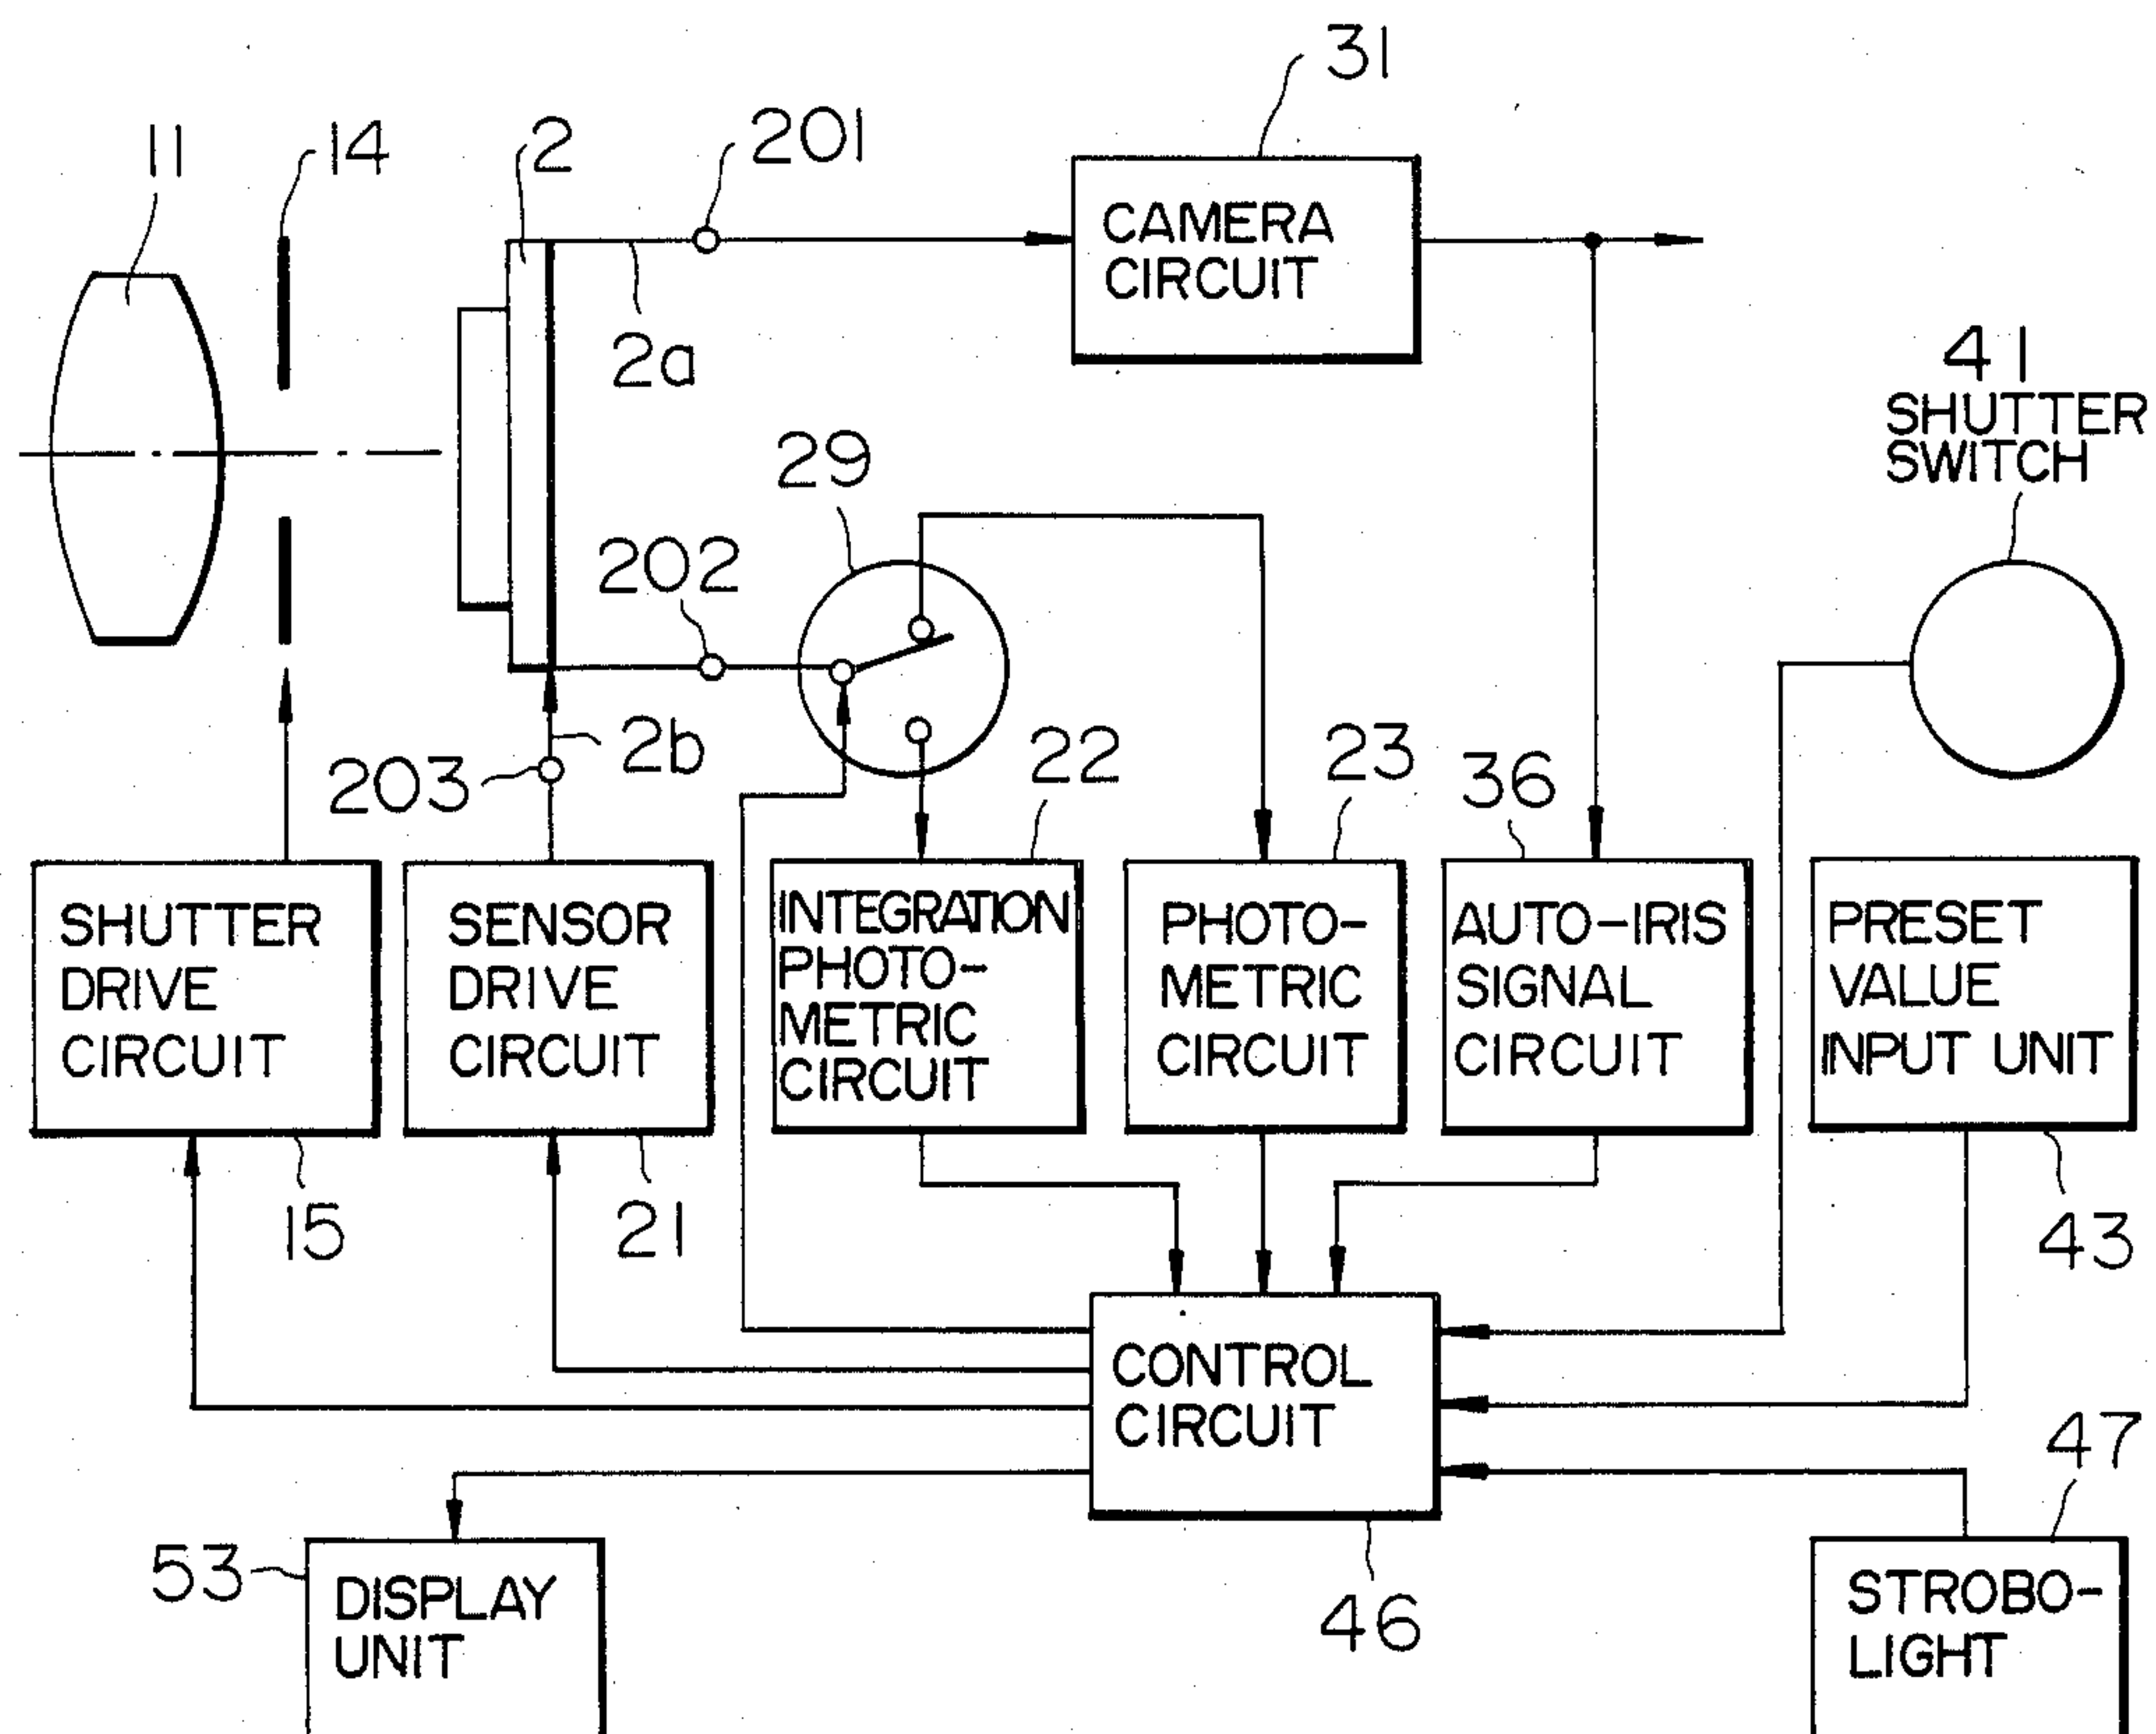 31
11
14
2
201
CAMERA
CIRCUIT
2a
41
SHUTTER
SWITCH
29
202
2b
203
22
23
36
SHUTTER
DRIVE
CIRCUIT
SENSOR
DRIVE
CIRCUIT
INTEGRATION
PHOTO-
METRIC
CIRCUIT
PHOTO-
METRIC
CIRCUIT
AUTO-IRIS
SIGNAL
CIRCUIT
PRESET
VALUE
INPUT UNIT
15
21
43
CONTROL
CIRCUIT
47
53
DISPLAY
UNIT
46
STROBO-
LIGHT